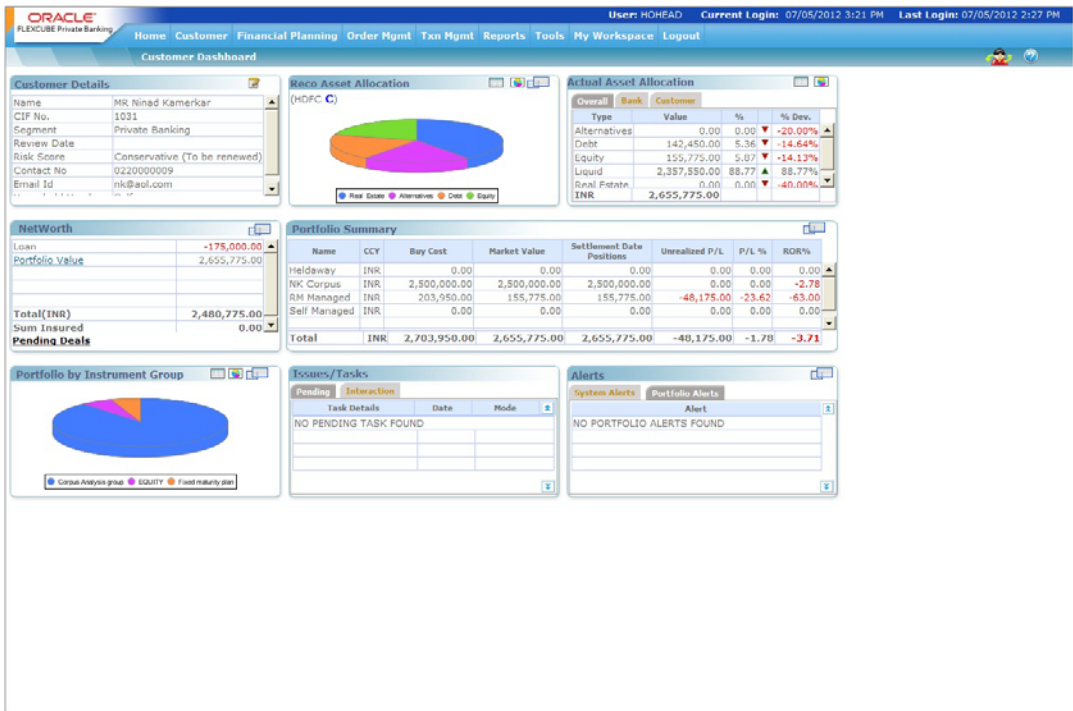 ORACLE
FLEXCUBE Private Banking
User: HOHEAD Current Login: 07/05/2012 3:21 PM Last Login: 07/05/2012 2:27 PM
Home Customer Financial Planning Order Mgmt Txn Mgmt Reports Tools My Workspace Logout
Customer Dashboard
Customer Details
Name MR Ninad Kamerkar
CIF No. 1031
Segment Private Banking
Review Date
Risk Score Conservative (To be renewed)
Contact No 0220000009
Email Id nk@aol.com
Reco Asset Allocation
(HDFC C)
Real Estate Alternatives Debt Equity
Actual Asset Allocation
Overall Bank Customer
Type Value % % Dev.
Alternatives 0.00 0.00 -20.00%
Debt 142,450.00 5.36 -14.64%
Equity 155,775.00 5.87 -14.13%
Liquid 2,357,550.00 88.77 88.77%
Real Estate 0.00 0.00 -40.00%
INR 2,655,775.00
NetWorth
Loan -175,000.00
Portfolio Value 2,655,775.00
Total(INR) 2,480,775.00
Sum Insured 0.00
Pending Deals
Portfolio Summary
Name CCY Buy Cost Market Value Settlement Date Positions Unrealized P/L P/L % ROR%
Heldaway INR 0.00 0.00 0.00 0.00 0.00 0.00
NK Corpus INR 2,500,000.00 2,500,000.00 2,500,000.00 0.00 0.00 -2.78
RM Managed INR 203,950.00 155,775.00 155,775.00 -48,175.00 -23.62 -63.00
Self Managed INR 0.00 0.00 0.00 0.00 0.00 0.00
Total INR 2,703,950.00 2,655,775.00 2,655,775.00 -48,175.00 -1.78 -3.71
Portfolio by Instrument Group
Corpus Analysis group EQUITY Fixed maturity plan
Issues/Tasks
Pending Interaction
Task Details Date Mode
NO PENDING TASK FOUND
Alerts
System Alerts Portfolio Alerts
Alert
NO PORTFOLIO ALERTS FOUND